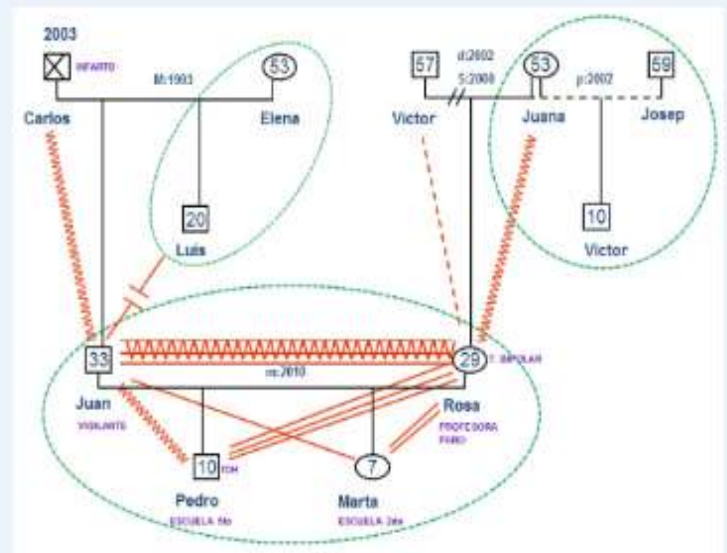 2003
INFARTO
53
M:1993
Carlos
Elena
20
Luis
57
d:2002
S:2000
53
p:2002
59
Victor
Juana
Josep
10
Victor
33
m:2010
29
T. BIPOLAR
Juan
VIGILANTE
Rosa
PROFESORA
PARO
10
TDH
7
Pedro
ESCUELA 5to
Marta
ESCUELA 2do